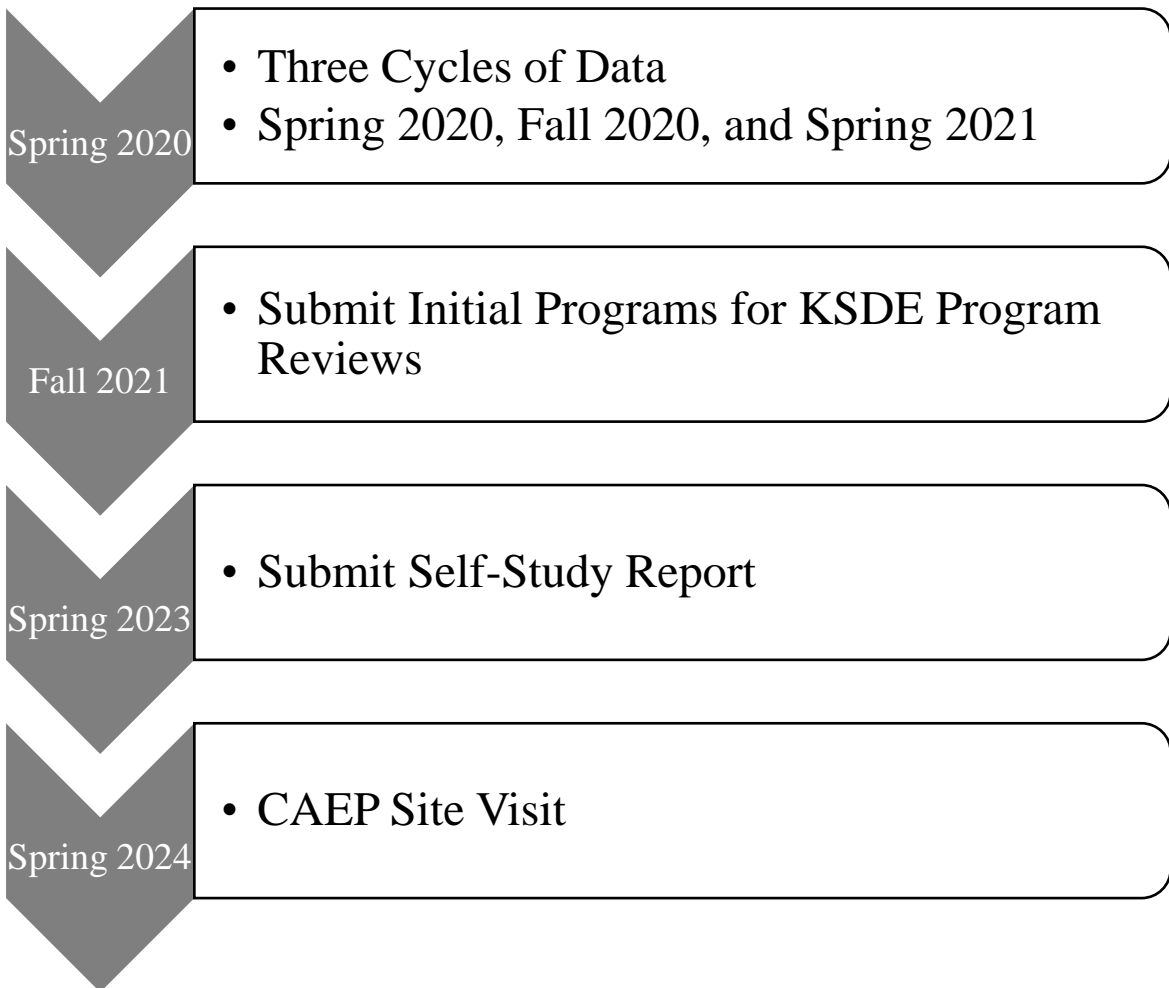 Spring 2020
• Three Cycles of Data
• Spring 2020, Fall 2020, and Spring 2021
Fall 2021
• Submit Initial Programs for KSDE Program
Reviews
Spring 2023
• Submit Self-Study Report
Spring 2024
• CAEP Site Visit